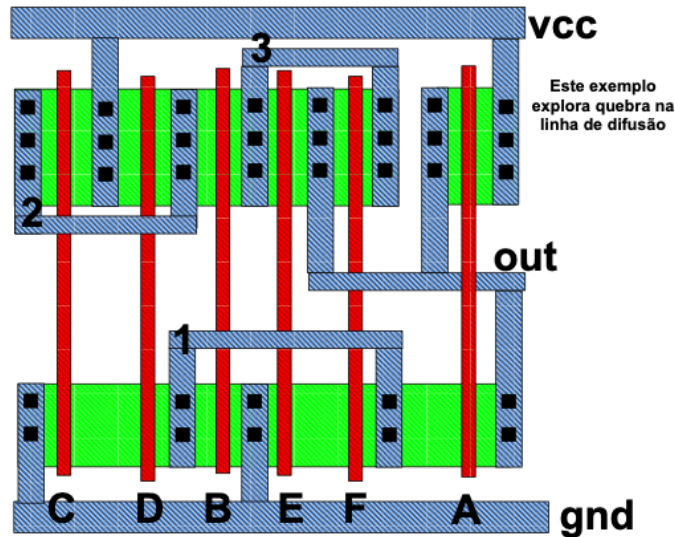 vcc
3
Este exemplo
explora quebra na
linha de difusão
2
out
1
C D B E F A
gnd